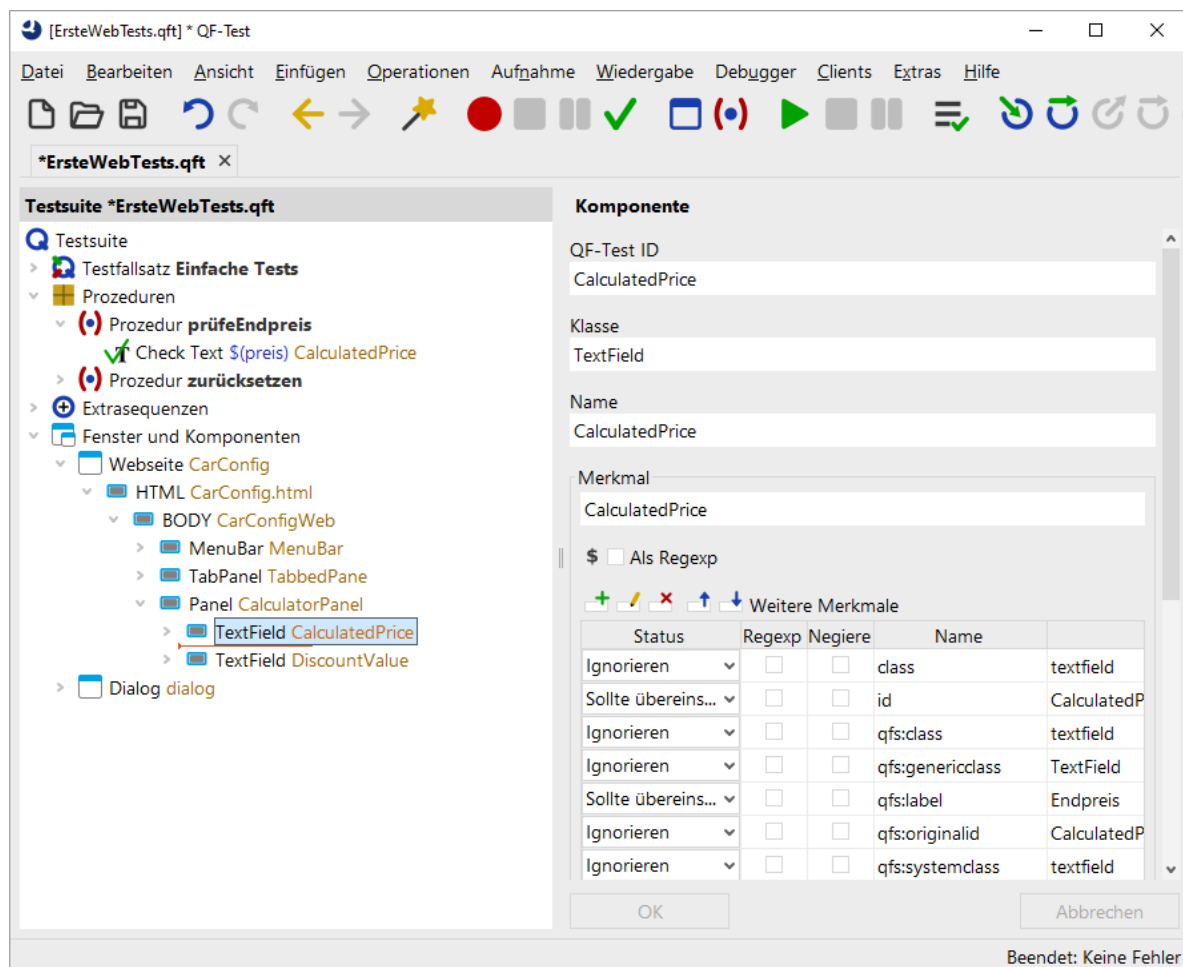 [ErsteWebTests.qft] * QF-Test
Datei Bearbeiten Ansicht Einfügen Operationen Aufnahme Wiedergabe Debugger Clients Extras Hilfe
*ErsteWebTests.qft
Testsuite *ErsteWebTests.qft
Testsuite
Testfallsatz Einfache Tests
Prozeduren
Prozedur prüfeEndpreis
Check Text $(preis) CalculatedPrice
Prozedur zurücksetzen
Extrasequenzen
Fenster und Komponenten
Webseite CarConfig
HTML CarConfig.html
BODY CarConfigWeb
MenuBar MenuBar
TabPanel TabbedPane
Panel CalculatorPanel
TextField CalculatedPrice
TextField DiscountValue
Dialog dialog
Komponente
QF-Test ID
CalculatedPrice
Klasse
TextField
Name
CalculatedPrice
Merkmal
CalculatedPrice
$ Als Regexp
Weitere Merkmale
Status Regexp Negiere Name
Ignorieren class textfield
Sollte übereins... id CalculatedP
Ignorieren qfs:class textfield
Ignorieren qfs:genericclass TextField
Sollte übereins... qfs:label Endpreis
Ignorieren qfs:originalid CalculatedP
Ignorieren qfs:systemclass textfield
OK Abbrechen
Beendet: Keine Fehler